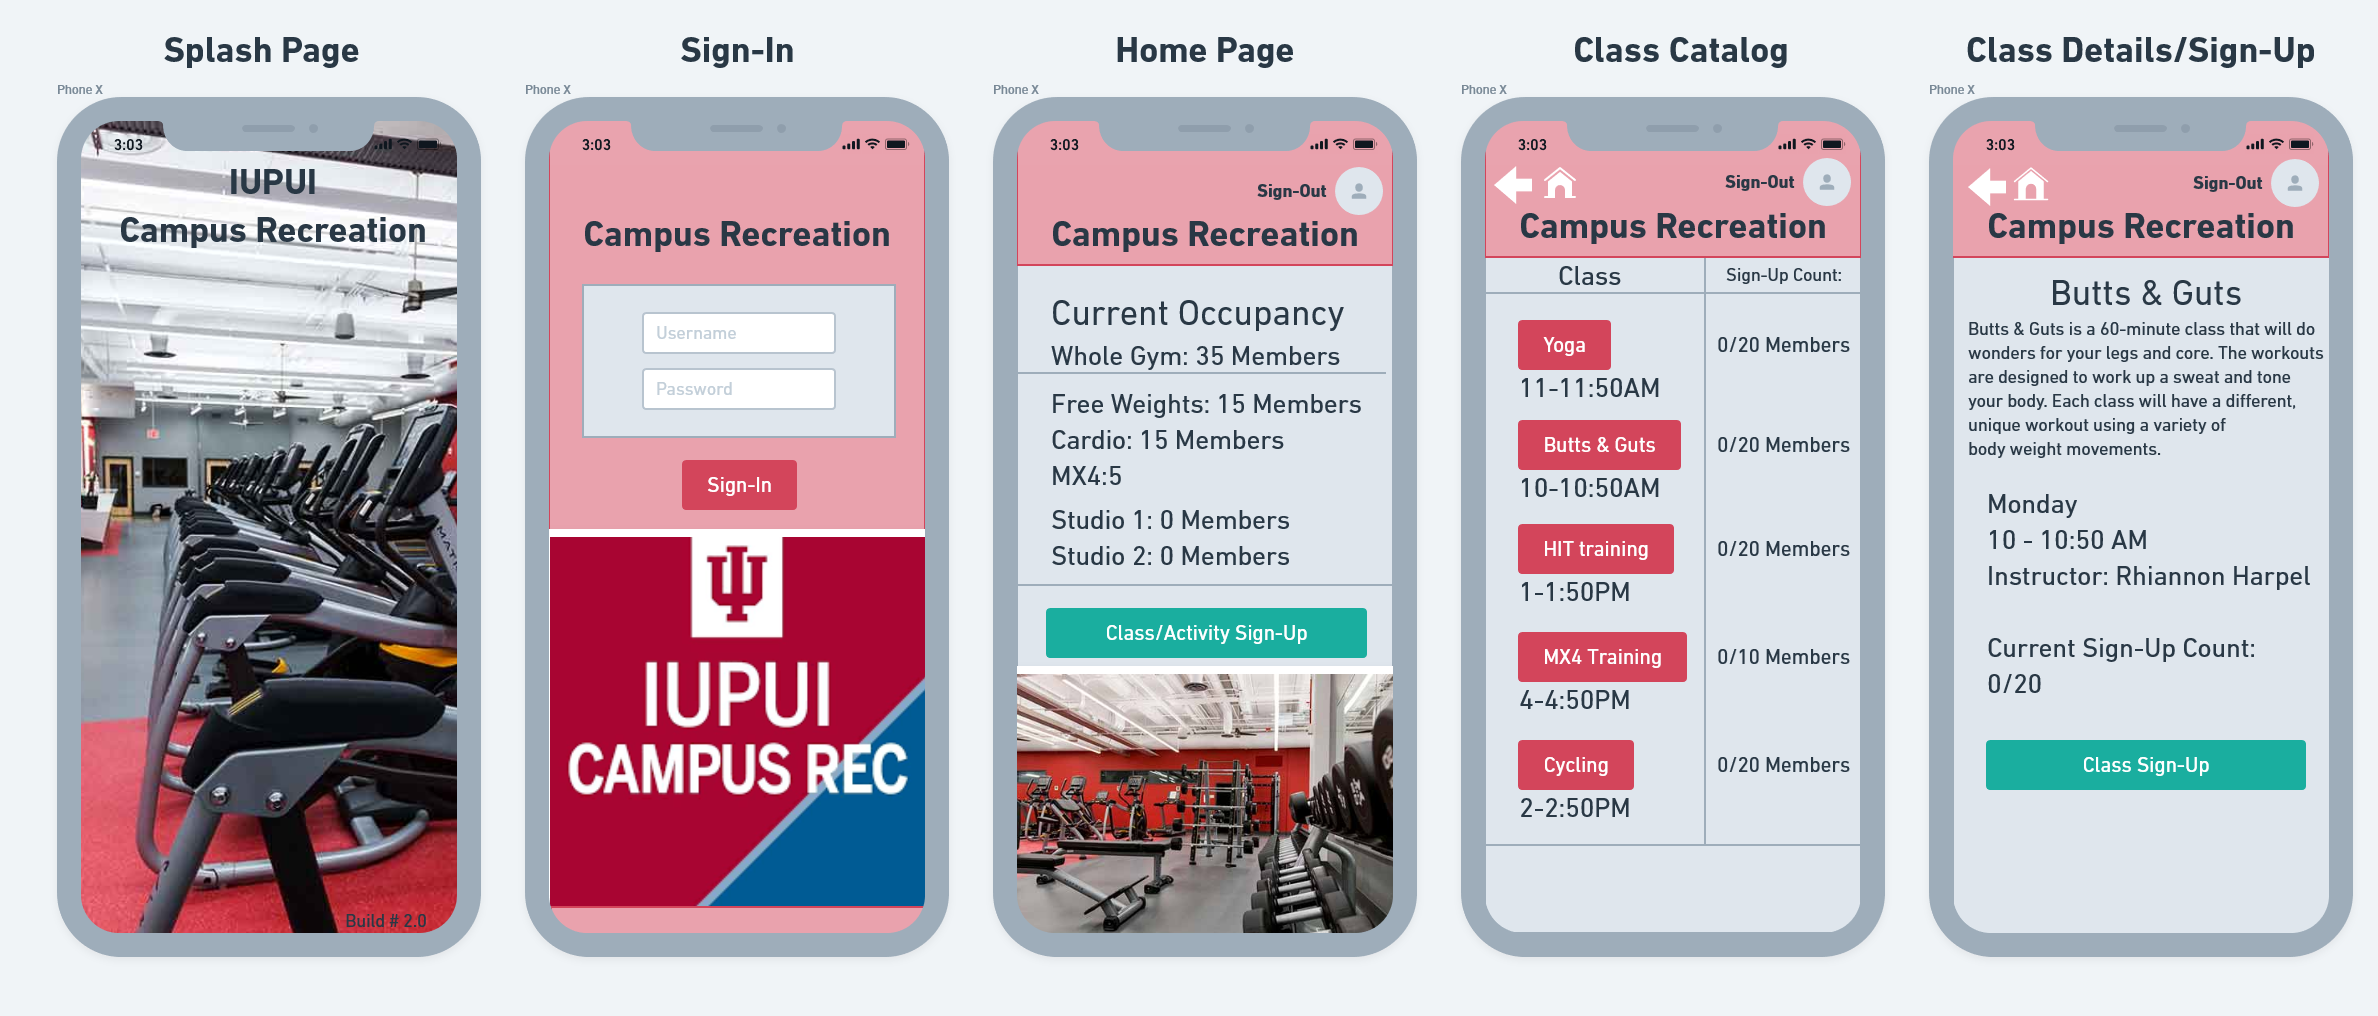 Splash Page
Phone X
3:03
IUPUI
Campus Recreation
Build # 2.0
Sign-In
Phone X
3:03
Campus Recreation
Username
Password
Sign-In
IUPUI
CAMPUS REC
Home Page
Phone X
3:03
Sign-Out
Campus Recreation
Current Occupancy
Whole Gym: 35 Members
Free Weights: 15 Members
Cardio: 15 Members
MX4:5
Studio 1: 0 Members
Studio 2: 0 Members
Class/Activity Sign-Up
Class Catalog
Phone X
3:03
Sign-Out
Campus Recreation
Class Sign-Up Count:
Yoga 0/20 Members
11-11:50AM
Butts & Guts 0/20 Members
10-10:50AM
HIT training 0/20 Members
1-1:50PM
MX4 Training 0/10 Members
4-4:50PM
Cycling 0/20 Members
2-2:50PM
Class Details/Sign-Up
Phone X
3:03
Sign-Out
Campus Recreation
Butts & Guts
Butts & Guts is a 60-minute class that will do
wonders for your legs and core. The workouts
are designed to work up a sweat and tone
your body. Each class will have a different,
unique workout using a variety of
body weight movements.
Monday
10 - 10:50 AM
Instructor: Rhiannon Harpel
Current Sign-Up Count:
0/20
Class Sign-Up